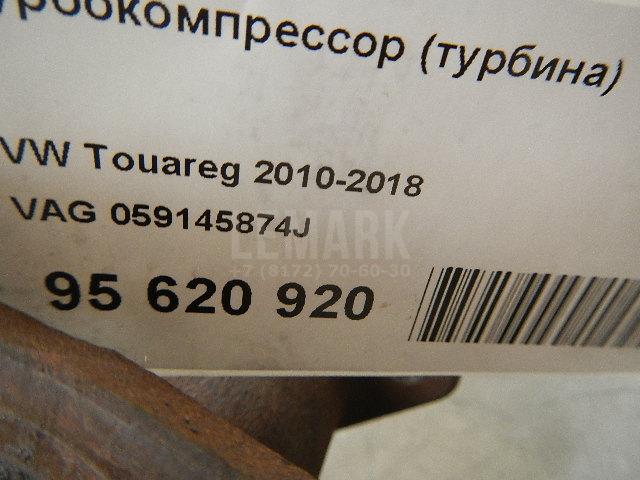 урбокомпрессор (турбина)
VW Touareg 2010-2018
VAG 059145874J
LEMARK
+7 (8172) 70-60-30
95 620 920